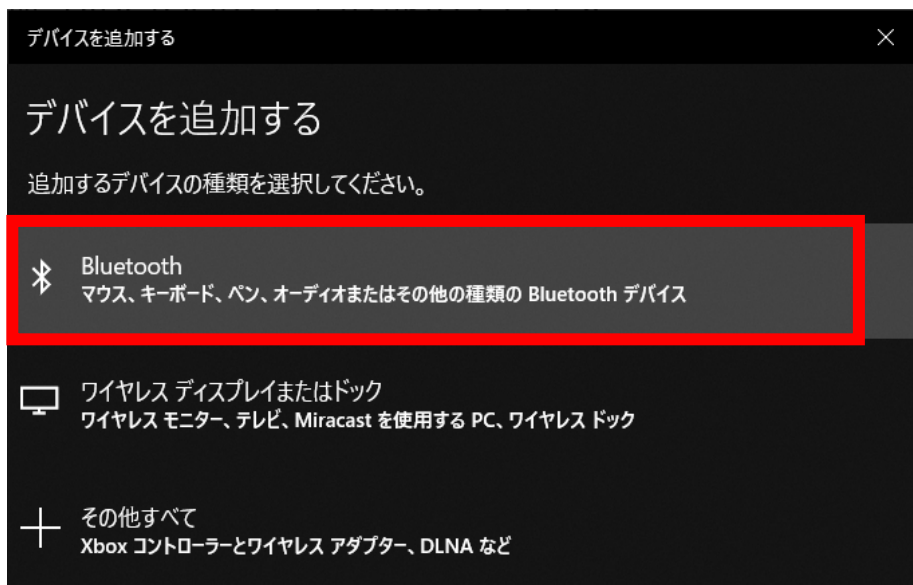 デバイスを追加する
デバイスを追加する
追加するデバイスの種類を選択してください。
Bluetooth
マウス、キーボード、ペン、オーディオまたはその他の種類の Bluetooth デバイス
ワイヤレス ディスプレイまたはドック
ワイヤレス モニター、テレビ、Miracast を使用する PC、ワイヤレス ドック
その他すべて
Xbox コントローラーとワイヤレス アダプター、DLNA など